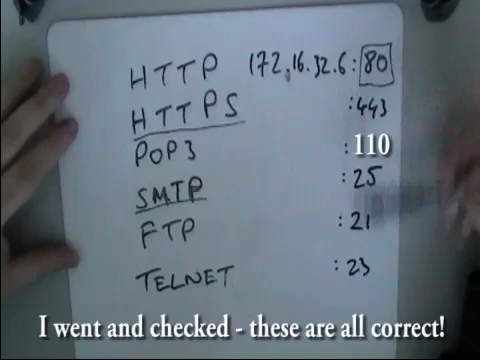 HTTP 172.16.32.6:80
HTTPS :443
POP3 :110
SMTP :25
FTP :21
TELNET :23
I went and checked - these are all correct!